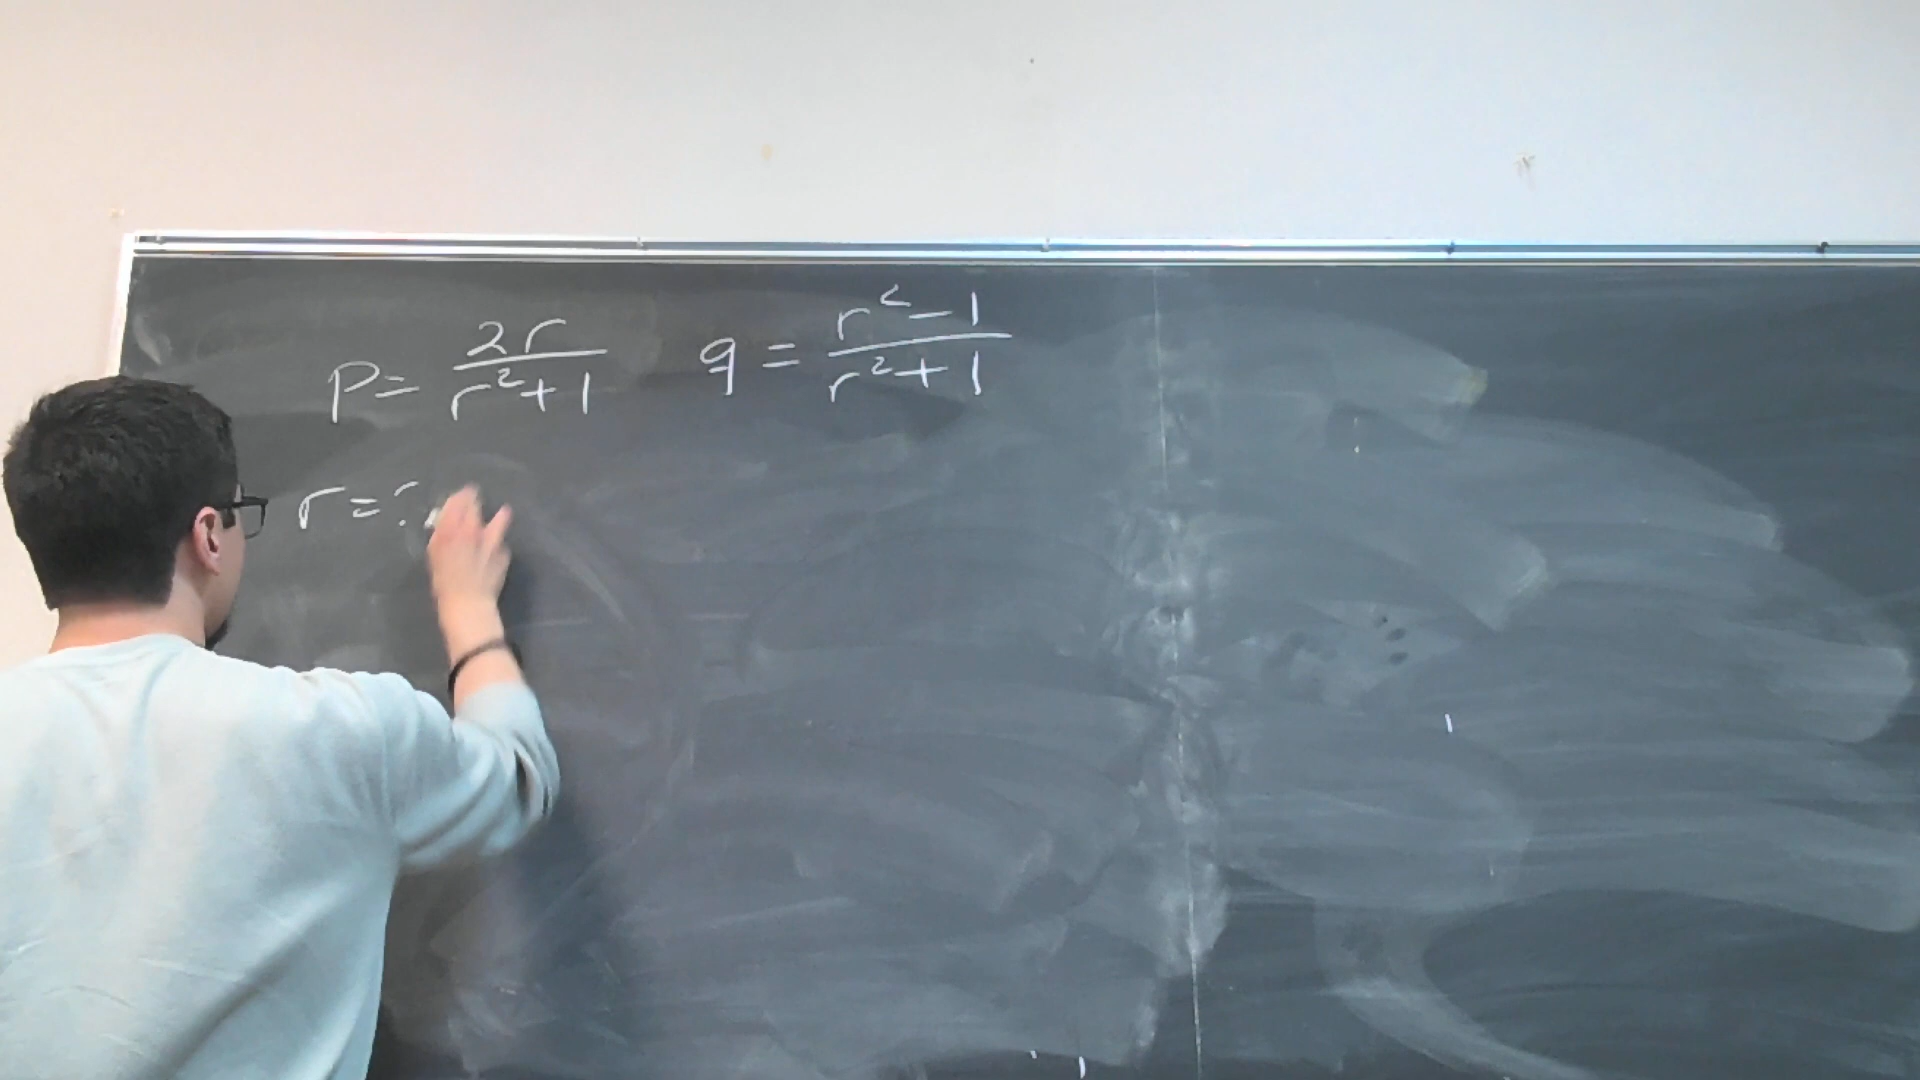 p = 2r / (r² + 1)   q = (r² - 1) / (r² + 1)
r = ?